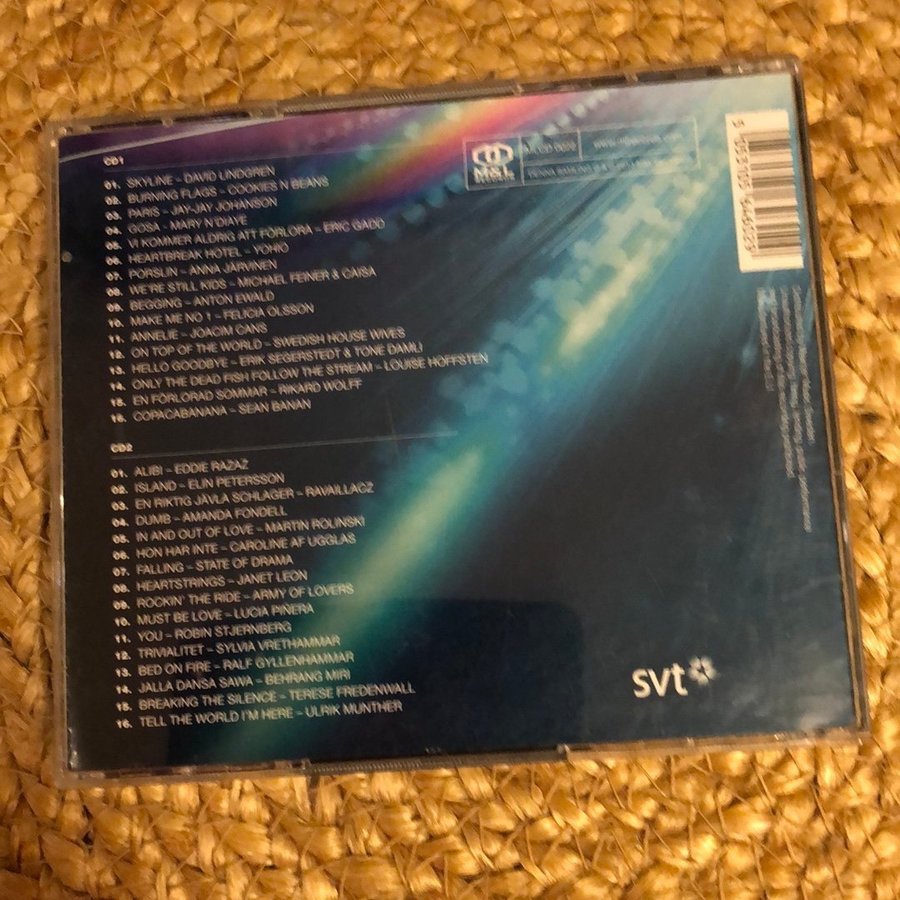 CD1
01. SKYLINE – DAVID LINDGREN
02. BURNING FLAGS – COOKIES N BEANS
03. PARIS – JAY-JAY JOHANSON
04. GOSA – MARY N'DIAYE
05. VI KOMMER ALDRIG ATT FÖRLORA – ERIC GADD
06. HEARTBREAK HOTEL – YOHIO
07. PORSLIN – ANNA JÄRVINEN
08. WE'RE STILL KIDS – MICHAEL FEINER & CAISA
09. BEGGING – ANTON EWALD
10. MAKE ME NO 1 – FELICIA OLSSON
11. ANNELIE – JOACIM CANS
12. ON TOP OF THE WORLD – SWEDISH HOUSE WIVES
13. HELLO GOODBYE – ERIK SEGERSTEDT & TONE DAMLI
14. ONLY THE DEAD FISH FOLLOW THE STREAM – LOUISE HOFFSTEN
15. EN FÖRLORAD SOMMAR – RIKARD WOLFF
16. COPACABANANA – SEAN BANAN
CD2
01. ALIBI – EDDIE RAZAZ
02. ISLAND – ELIN PETERSSON
03. EN RIKTIG JÄVLA SCHLAGER – RAVAILLACZ
04. DUMB – AMANDA FONDELL
05. IN AND OUT OF LOVE – MARTIN ROLINSKI
06. HON HAR INTE – CAROLINE AF UGGLAS
07. FALLING – STATE OF DRAMA
08. HEARTSTRINGS – JANET LEON
09. ROCKIN' THE RIDE – ARMY OF LOVERS
10. MUST BE LOVE – LUCIA PIÑERA
11. YOU – ROBIN STJERNBERG
12. TRIVIALITET – SYLVIA VRETHAMMAR
13. BED ON FIRE – RALF GYLLENHAMMAR
14. JALLA DANSA SAWA – BEHRANG MIRI
15. BREAKING THE SILENCE – TERESE FREDENWALL
16. TELL THE WORLD I'M HERE – ULRIK MUNTHER
M&L
svt